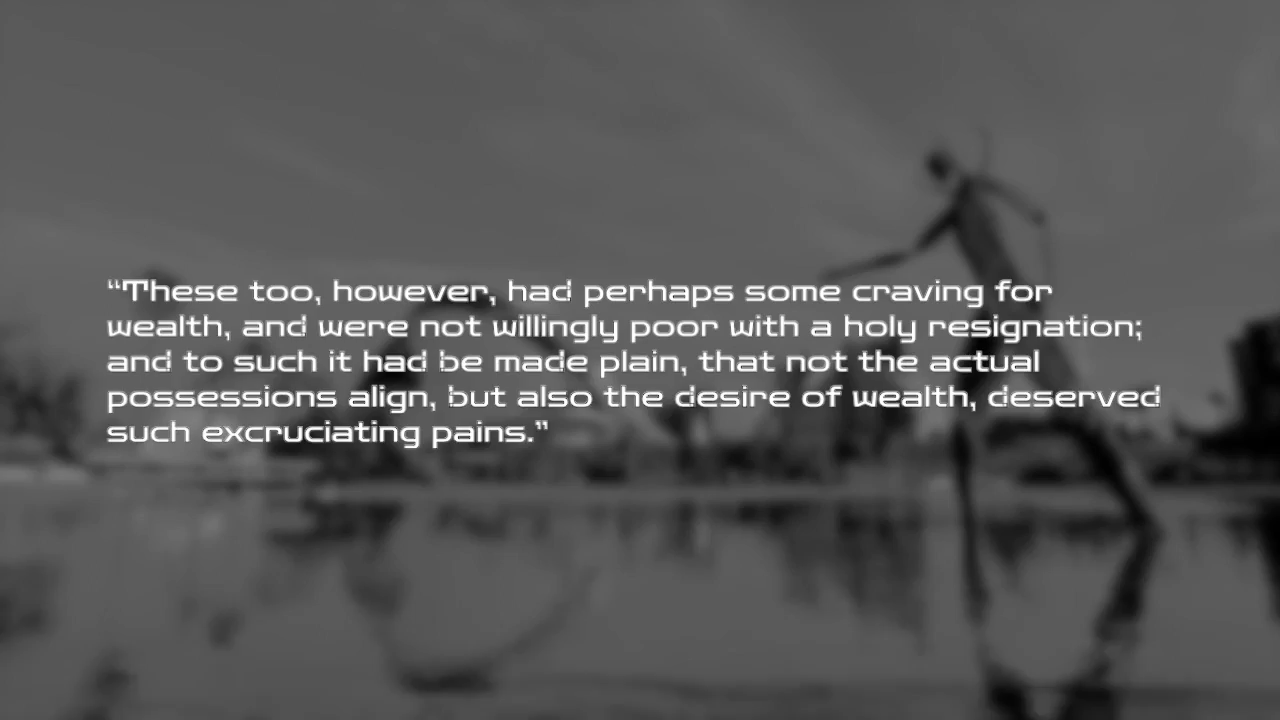 “These too, however, had perhaps some craving for
wealth, and were not willingly poor with a holy resignation;
and to such it had be made plain, that not the actual
possessions align, but also the desire of wealth, deserved
such excruciating pains.”